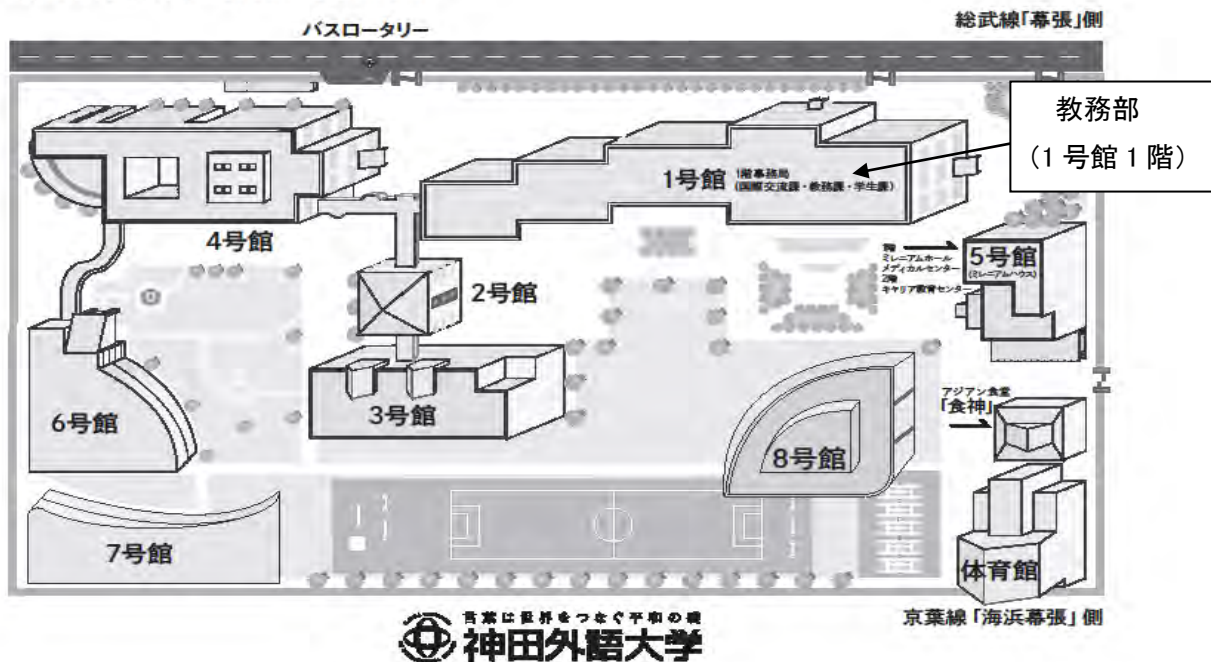 バスロータリー
総武線「幕張」側
教務部
(1号館1階)
1号館
1階事務局
(国際交流課・教務課・学生課)
4号館
2号館
1階
ミレニアムホール
メディカルセンター
2階
キャリア教育センター
5号館
(ミレニアムハウス)
6号館
3号館
アジアン食堂
「食神」
8号館
7号館
体育館
京葉線「海浜幕張」側
言葉は世界をつなぐ平和の礎
神田外語大学